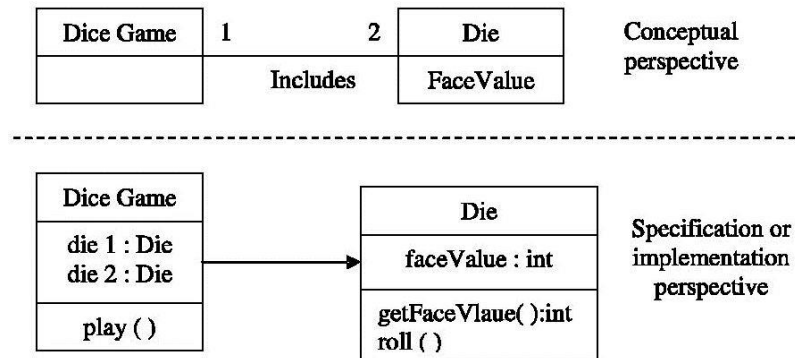 Dice Game
1
2
Die
Conceptual
perspective
Includes
FaceValue
Dice Game
die 1 : Die
die 2 : Die
play ( )
Die
faceValue : int
getFaceVlaue( ):int
roll ( )
Specification or
implementation
perspective